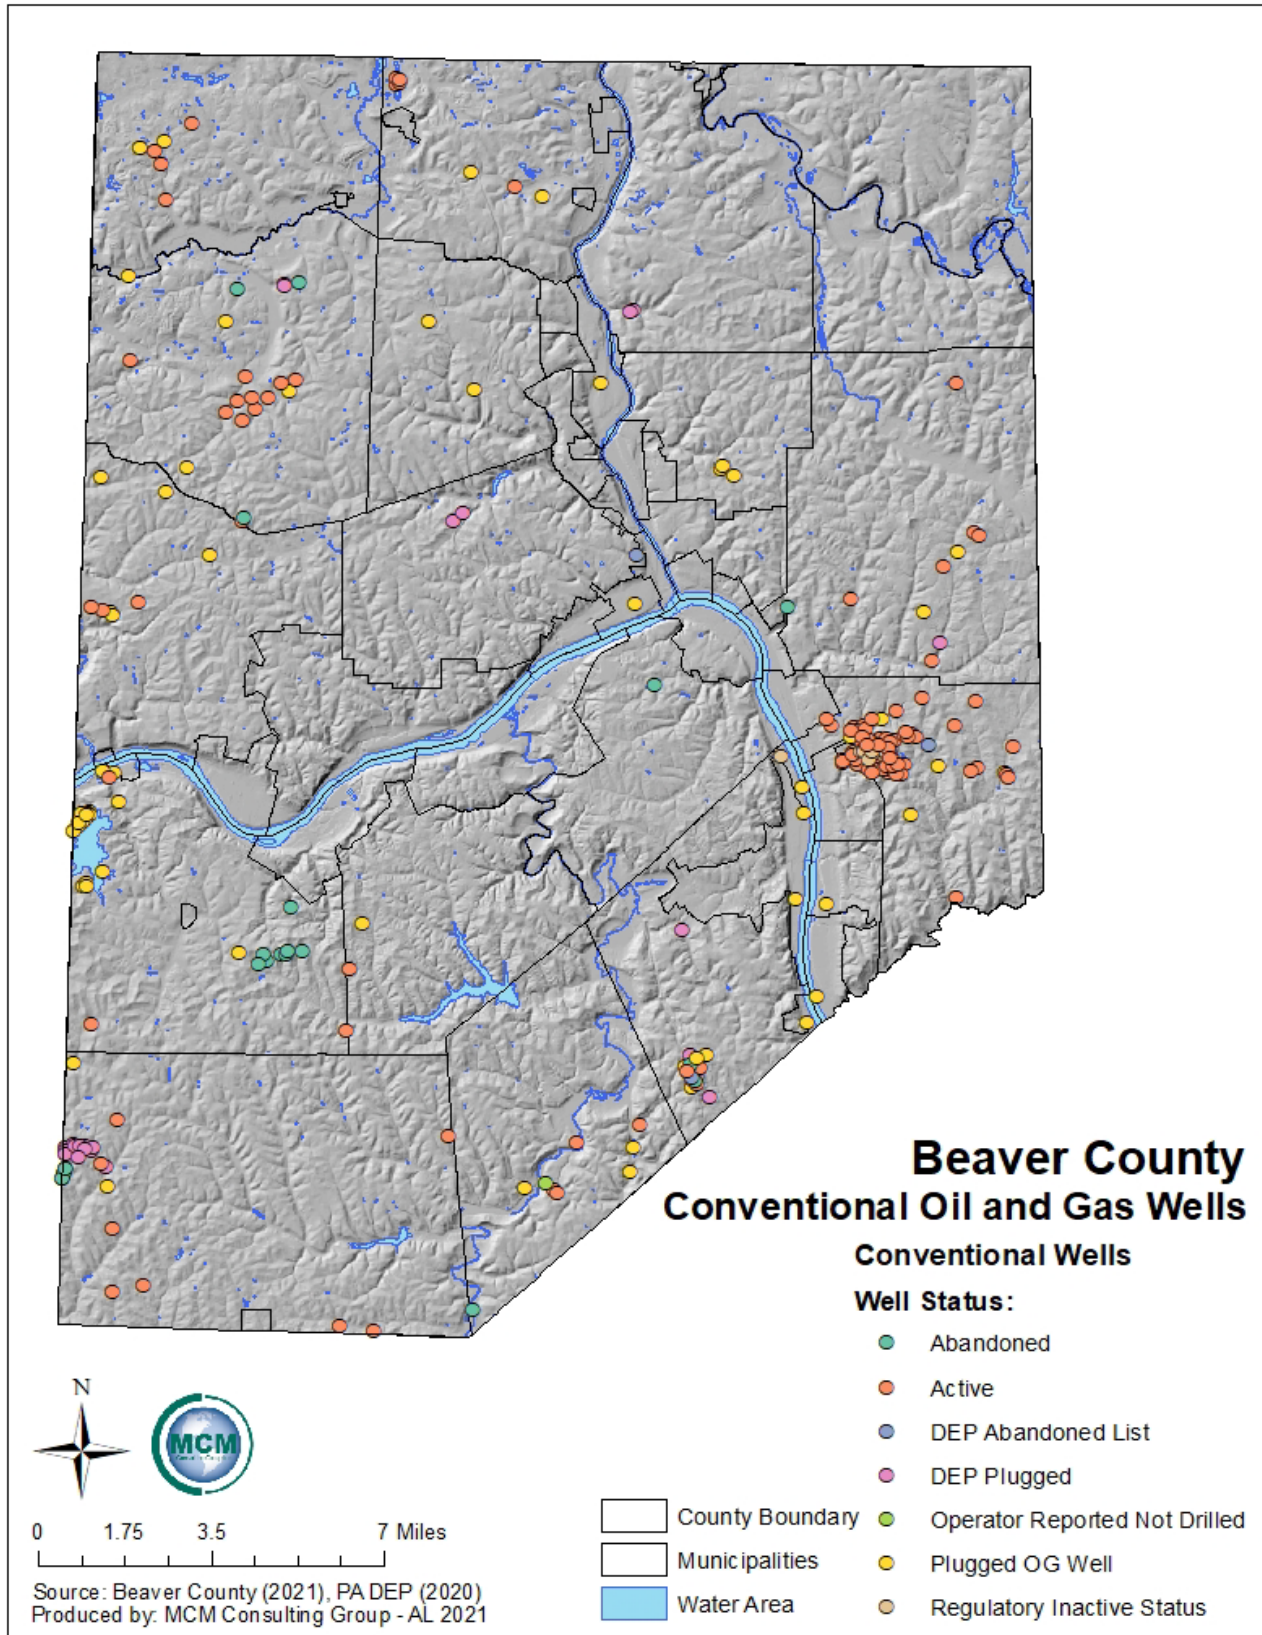 Beaver County
Conventional Oil and Gas Wells
Conventional Wells
Well Status:
Abandoned
Active
DEP Abandoned List
DEP Plugged
Operator Reported Not Drilled
Plugged OG Well
Regulatory Inactive Status
County Boundary
Municipalities
Water Area
N
MCM
0 1.75 3.5 7 Miles
Source: Beaver County (2021), PA DEP (2020)
Produced by: MCM Consulting Group - AL 2021